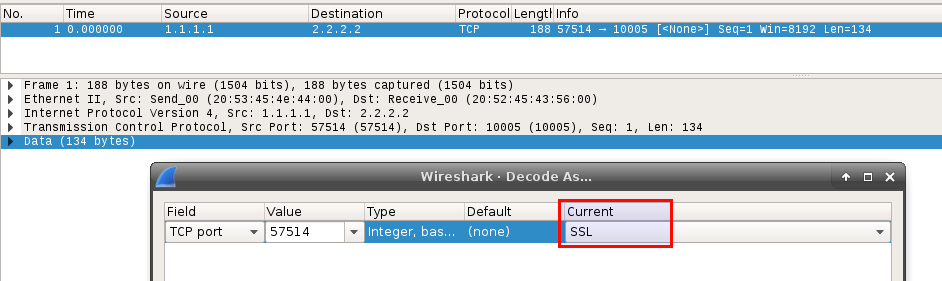 No. Time Source Destination Protocol Length Info
1 0.000000 1.1.1.1 2.2.2.2 TCP 188 57514 → 10005 [<None>] Seq=1 Win=8192 Len=134
Frame 1: 188 bytes on wire (1504 bits), 188 bytes captured (1504 bits)
Ethernet II, Src: Send_00 (20:53:45:4e:44:00), Dst: Receive_00 (20:52:45:43:56:00)
Internet Protocol Version 4, Src: 1.1.1.1, Dst: 2.2.2.2
Transmission Control Protocol, Src Port: 57514 (57514), Dst Port: 10005 (10005), Seq: 1, Len: 134
Data (134 bytes)
Wireshark · Decode As...
Field Value Type Default Current
TCP port 57514 Integer, bas... (none) SSL